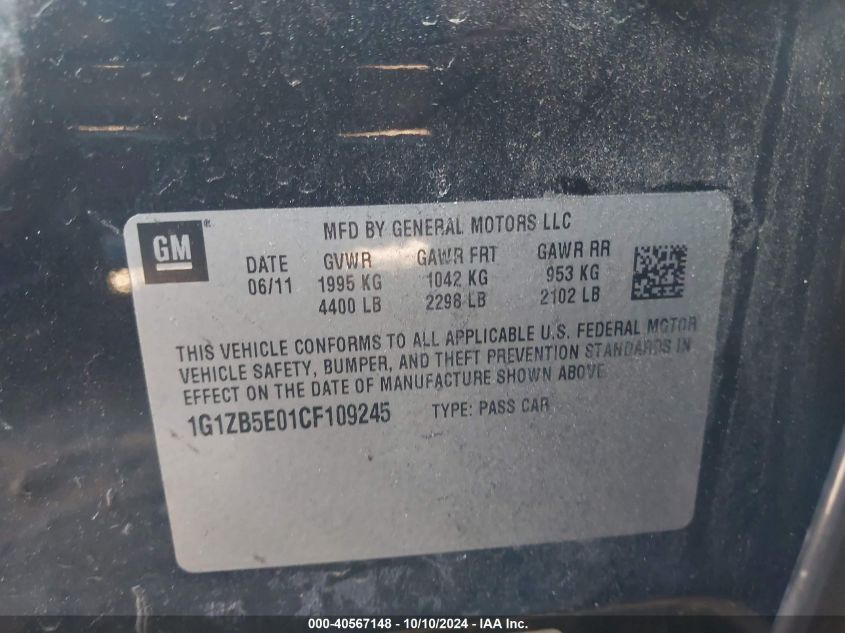 GM
MFD BY GENERAL MOTORS LLC
DATE GVWR GAWR FRT GAWR RR
06/11 1995 KG 1042 KG 953 KG
4400 LB 2298 LB 2102 LB
THIS VEHICLE CONFORMS TO ALL APPLICABLE U.S. FEDERAL MOTOR
VEHICLE SAFETY, BUMPER, AND THEFT PREVENTION STANDARDS IN
EFFECT ON THE DATE OF MANUFACTURE SHOWN ABOVE
1G1ZB5E01CF109245 TYPE: PASS CAR
000-40567148 - 10/10/2024 - IAA Inc.